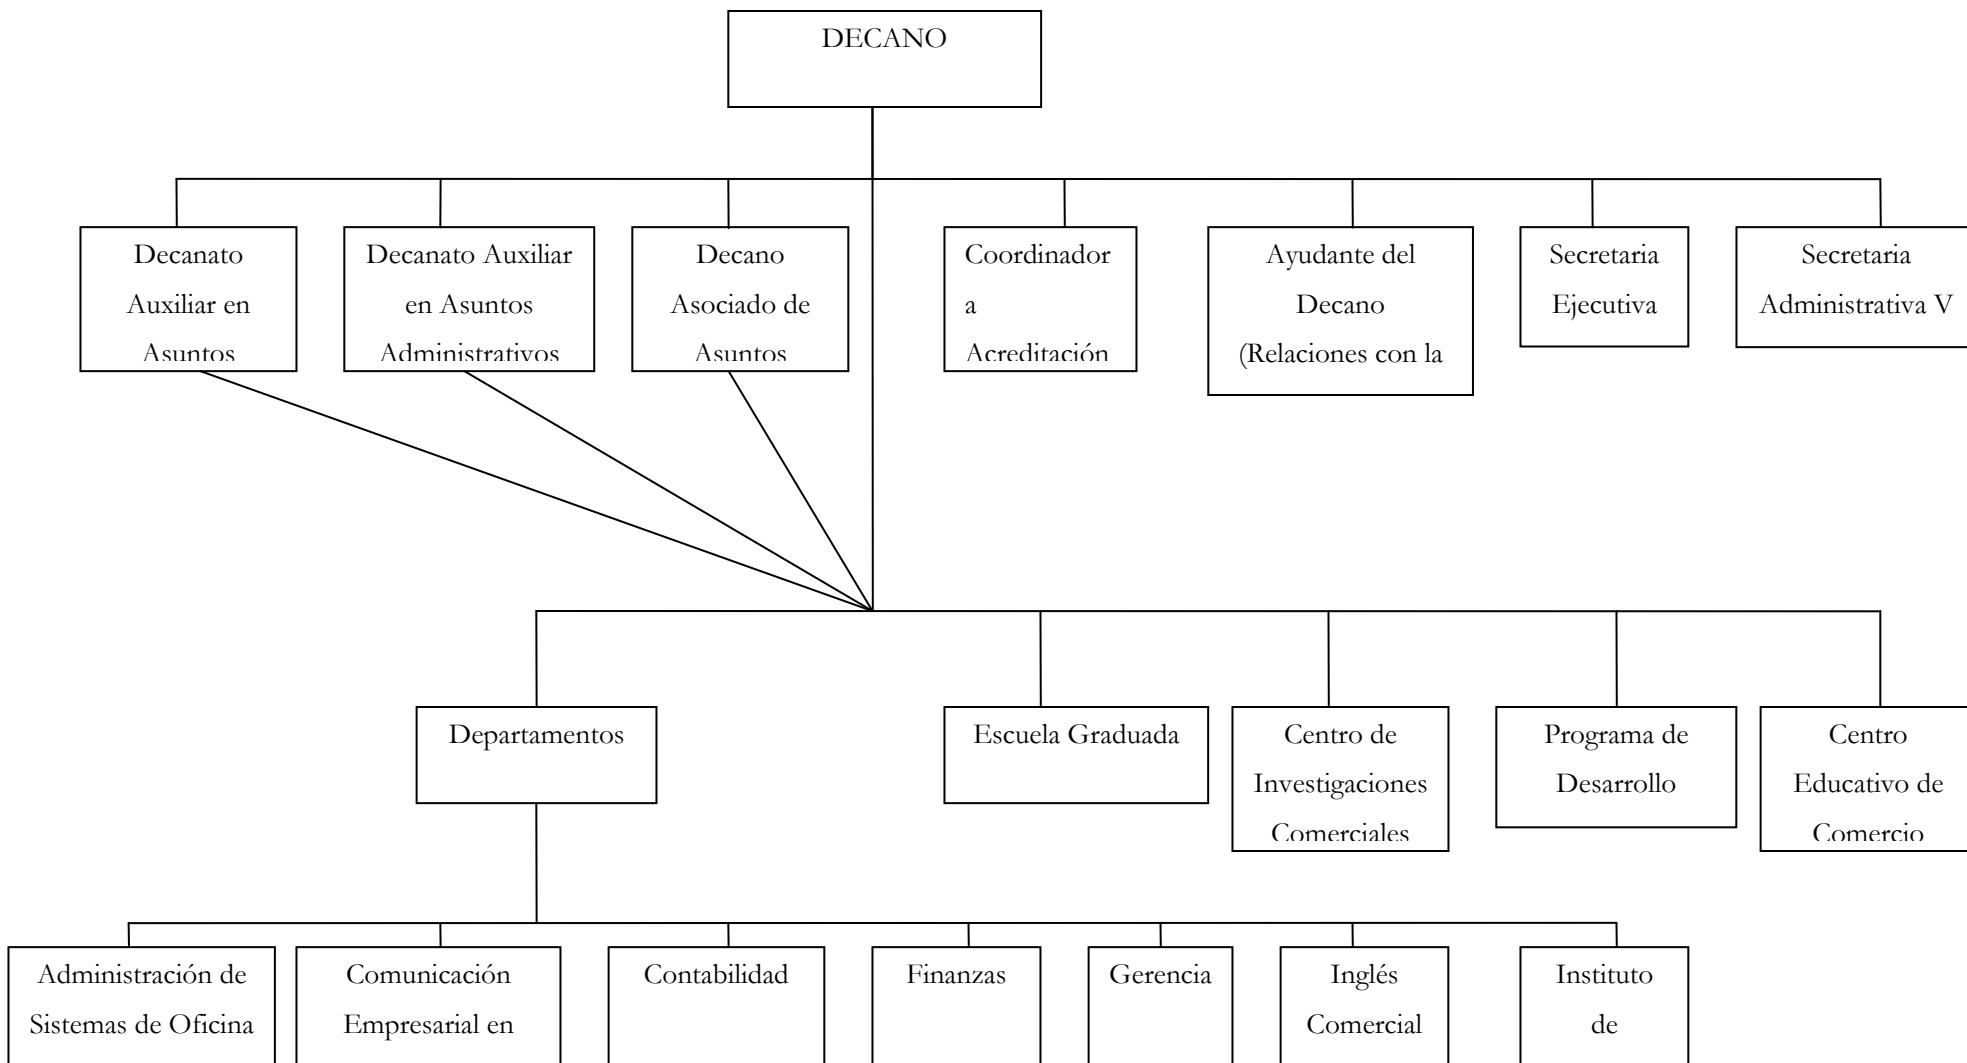 DECANO
Decanato
Auxiliar en
Asuntos
Decanato Auxiliar
en Asuntos
Administrativos
Decano
Asociado de
Asuntos
Coordinador
a
Acreditación
Ayudante del
Decano
(Relaciones con la
Secretaria
Ejecutiva
Secretaria
Administrativa V
Departamentos
Escuela Graduada
Centro de
Investigaciones
Comerciales
Programa de
Desarrollo
Centro
Educativo de
Comercio
Administración de
Sistemas de Oficina
Comunicación
Empresarial en
Contabilidad
Finanzas
Gerencia
Inglés
Comercial
Instituto
de